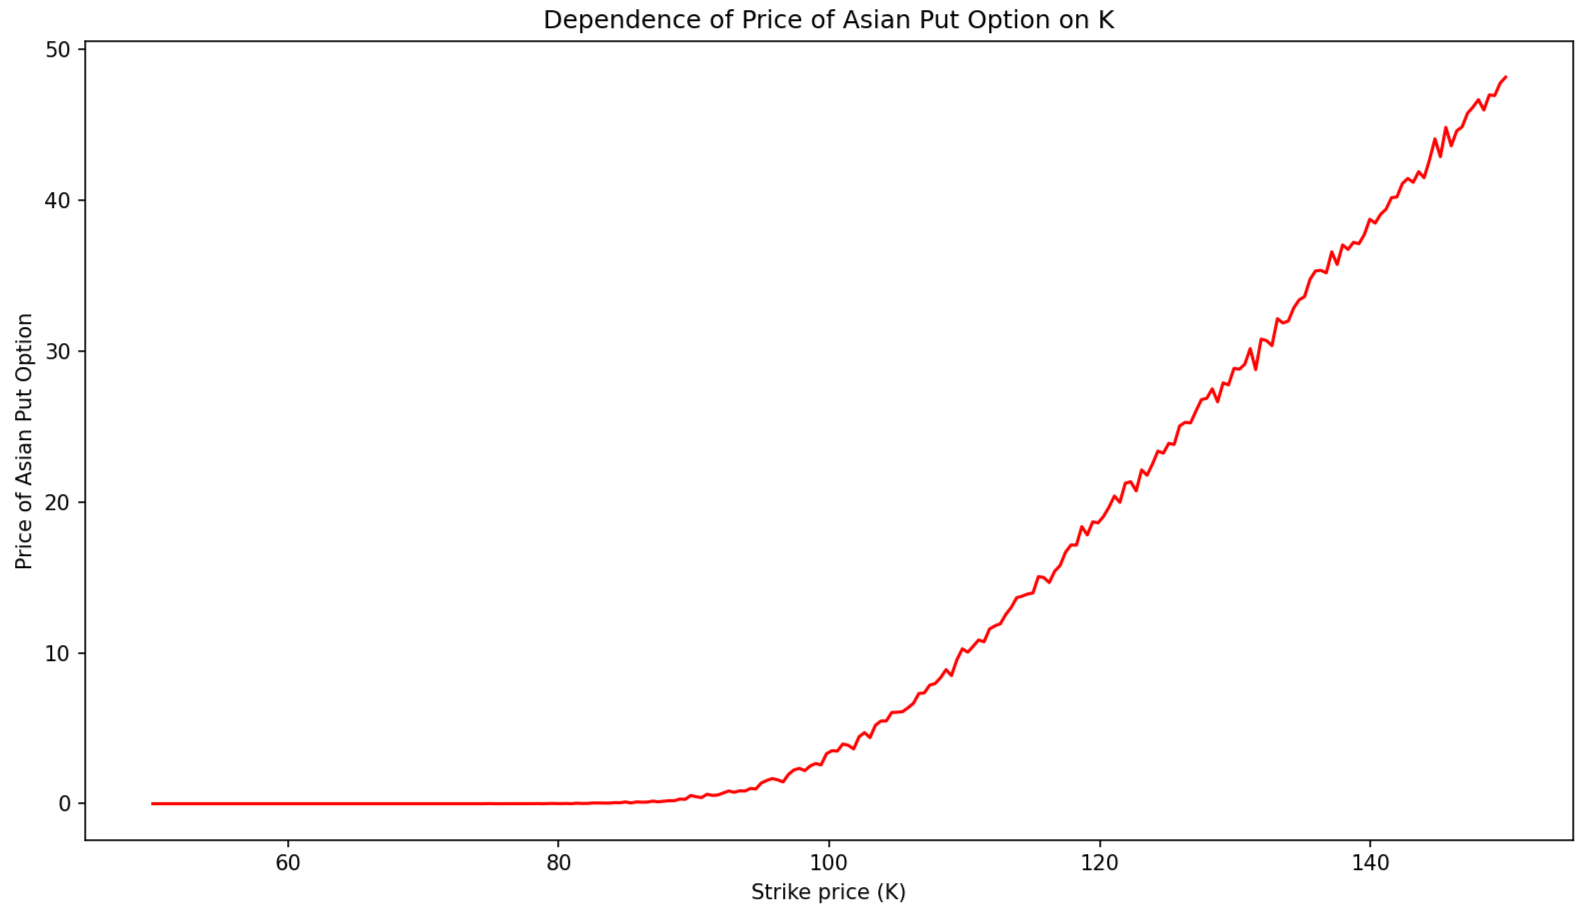 Dependence of Price of Asian Put Option on K
50
40
30
20
10
0
Price of Asian Put Option
60 80 100 120 140
Strike price (K)